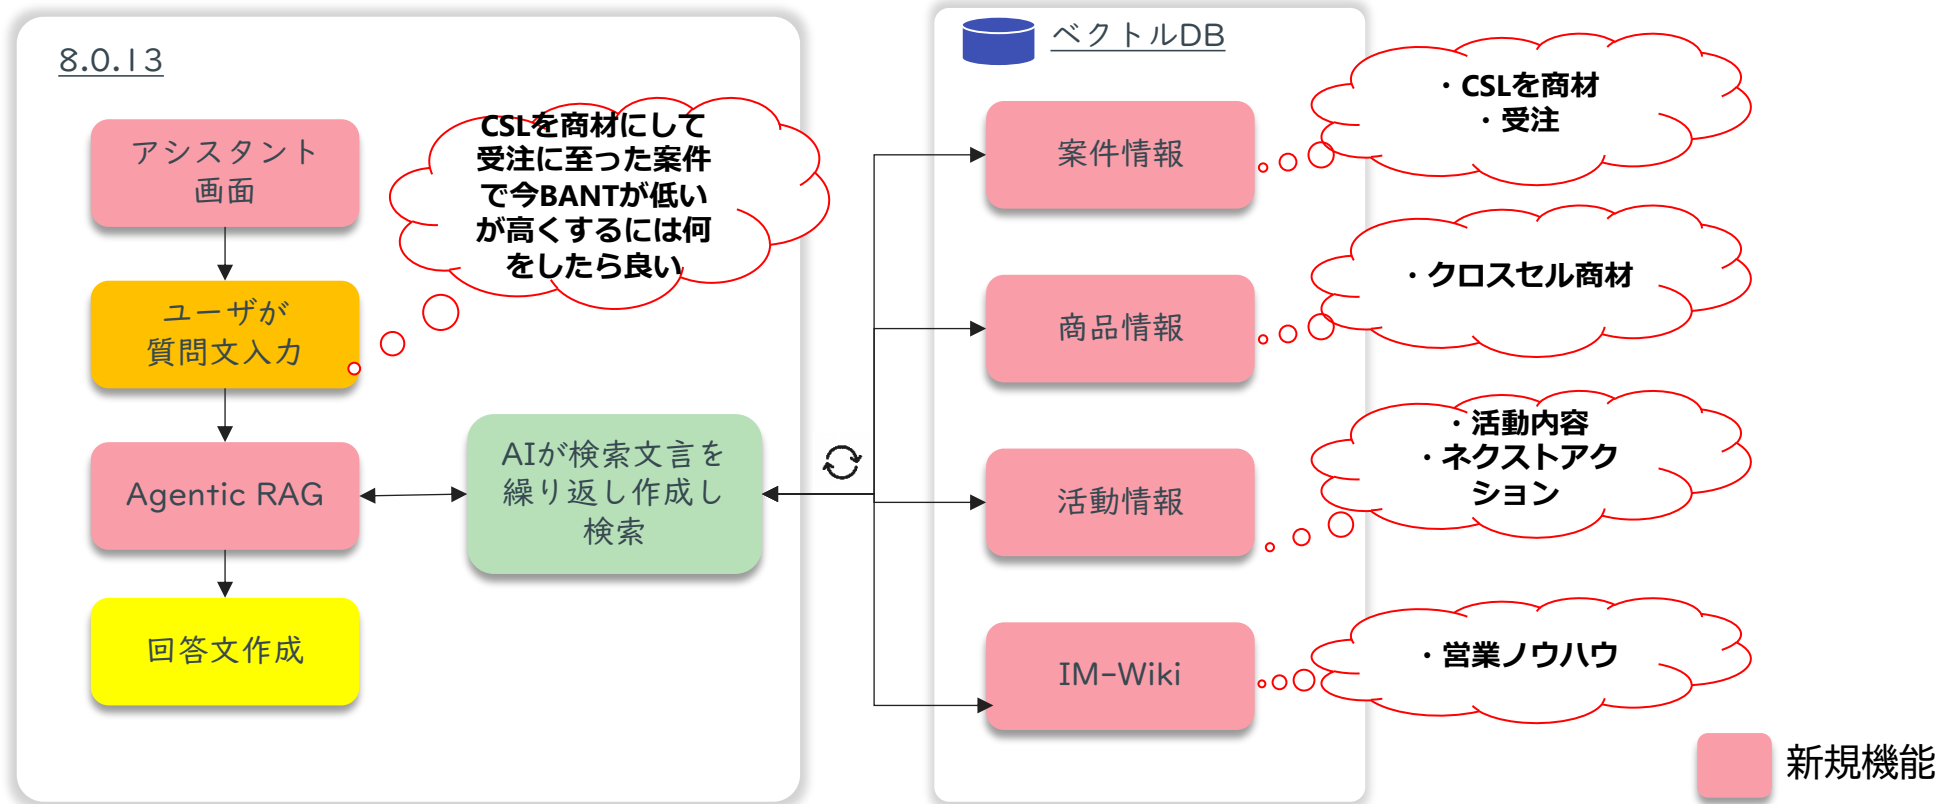 8.0.13
アシスタント
画面
ユーザが
質問文入力
Agentic RAG
回答文作成
CSLを商材にして
受注に至った案件
で今BANTが低い
が高くするには何
をしたら良い
AIが検索文言を
繰り返し作成し
検索
ベクトルDB
案件情報
・CSLを商材
・受注
商品情報
・クロスセル商材
活動情報
・活動内容
・ネクストアク
ション
IM-Wiki
・営業ノウハウ
新規機能